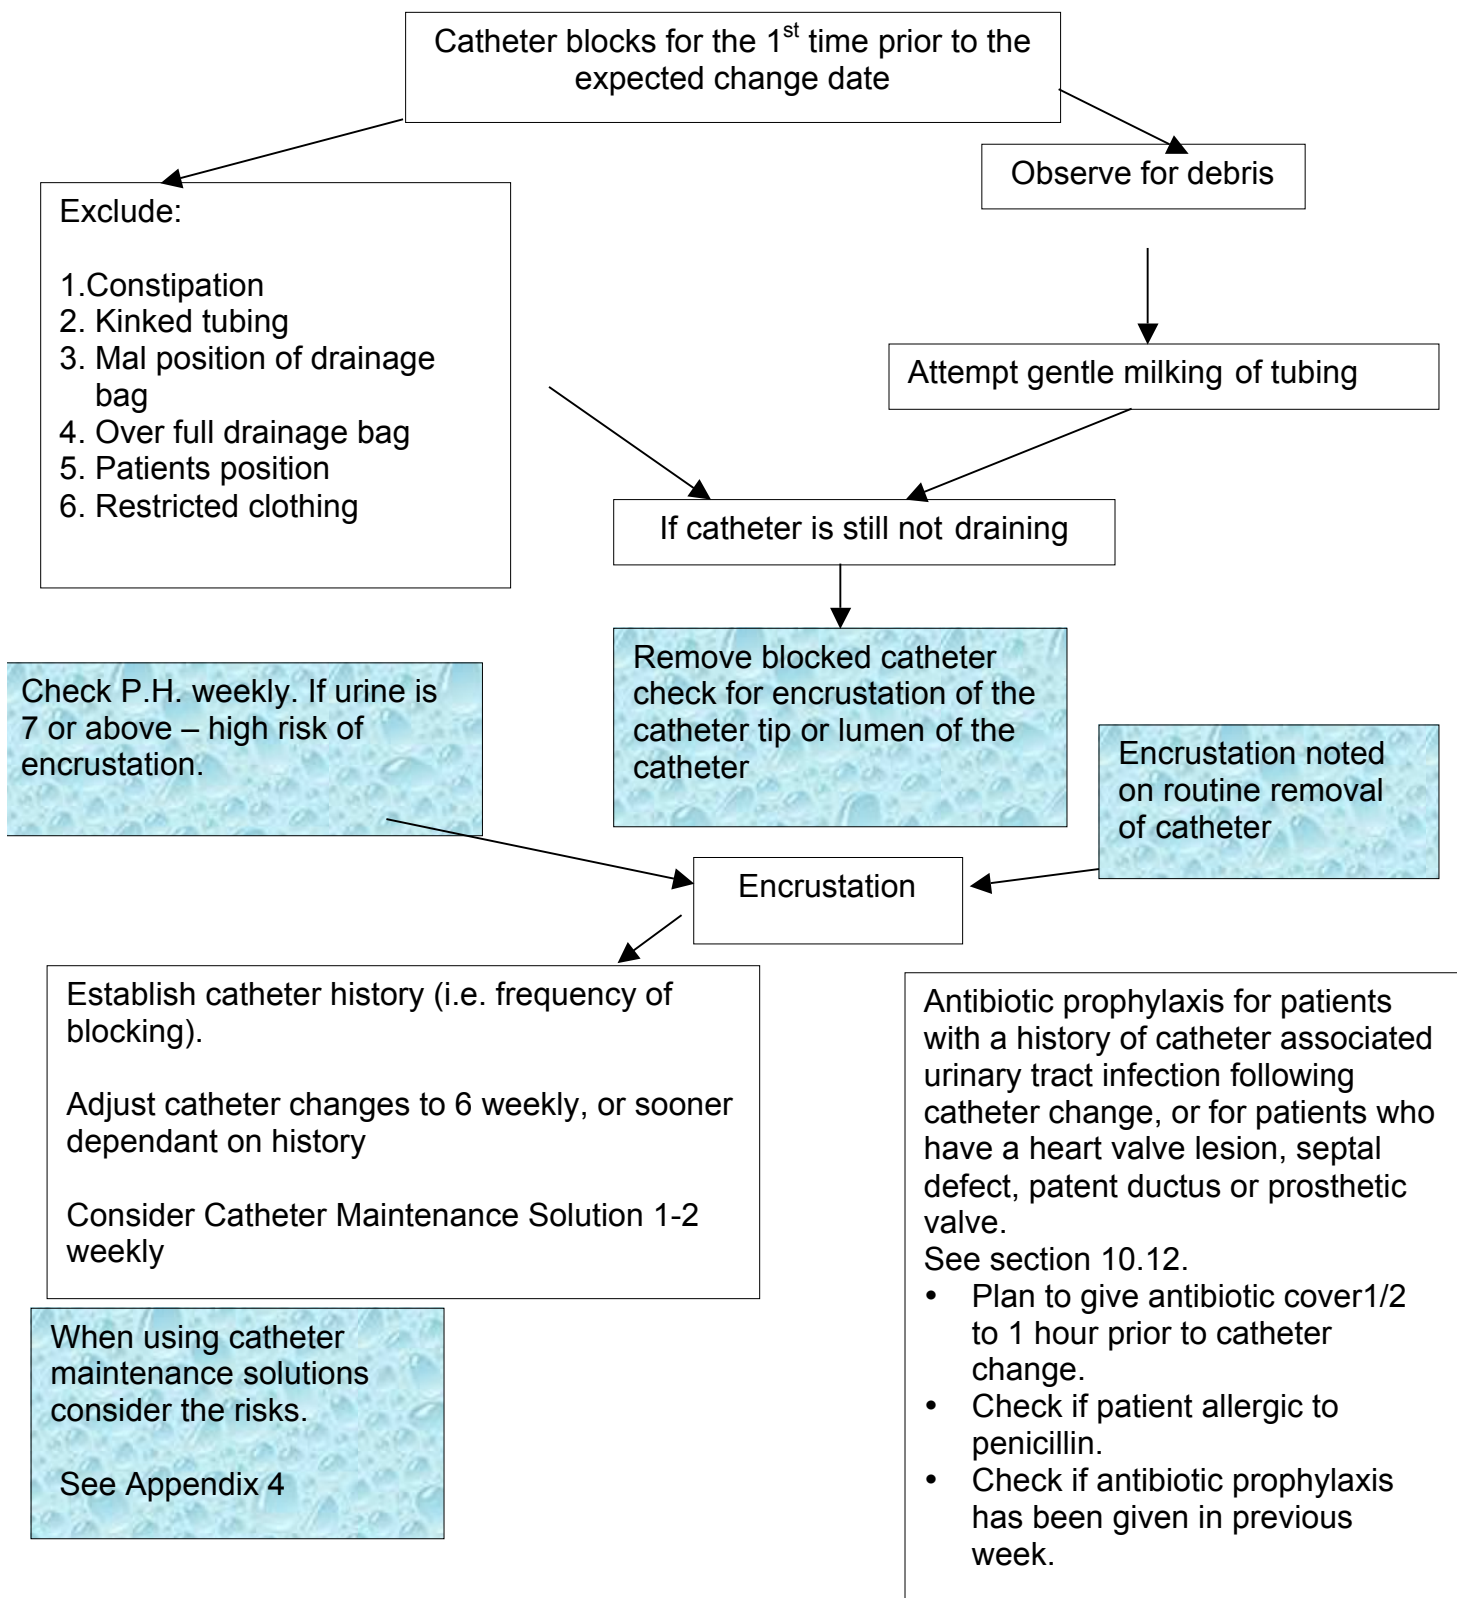 Catheter blocks for the 1st time prior to the
expected change date
Observe for debris
Exclude:
1.Constipation
2. Kinked tubing
3. Mal position of drainage
bag
4. Over full drainage bag
5. Patients position
6. Restricted clothing
Attempt gentle milking of tubing
If catheter is still not draining
Remove blocked catheter
check for encrustation of the
catheter tip or lumen of the
catheter
Check P.H. weekly. If urine is
7 or above – high risk of
encrustation.
Encrustation noted
on routine removal
of catheter
Encrustation
Establish catheter history (i.e. frequency of
blocking).
Adjust catheter changes to 6 weekly, or sooner
dependant on history
Consider Catheter Maintenance Solution 1-2
weekly
When using catheter
maintenance solutions
consider the risks.
See Appendix 4
Antibiotic prophylaxis for patients
with a history of catheter associated
urinary tract infection following
catheter change, or for patients who
have a heart valve lesion, septal
defect, patent ductus or prosthetic
valve.
See section 10.12.
• Plan to give antibiotic cover1/2
to 1 hour prior to catheter
change.
• Check if patient allergic to
penicillin.
• Check if antibiotic prophylaxis
has been given in previous
week.